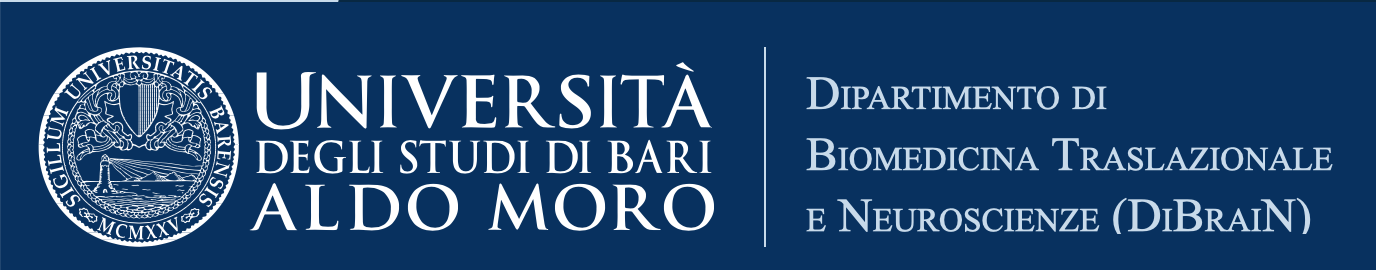 SIGILLUM UNIVERSITATIS BARENSIS
MCMXXV
UNIVERSITÀ
DEGLI STUDI DI BARI
ALDO MORO
DIPARTIMENTO DI
BIOMEDICINA TRASLAZIONALE
E NEUROSCIENZE (DIBRAIN)